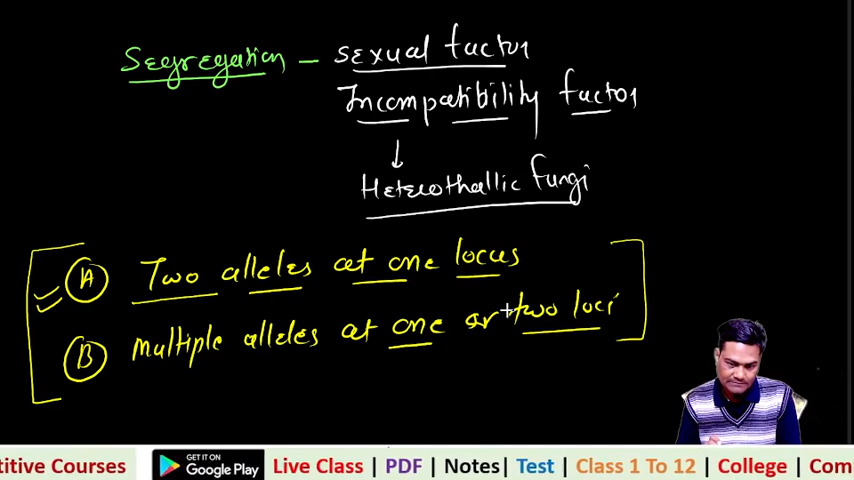 Segregation - sexual factor
Incompatibility factor
↓
Heterothallic fungi
A Two alleles at one locus
B multiple alleles at one or two loci
titive Courses GET IT ON Google Play Live Class | PDF | Notes| Test | Class 1 To 12 | College | Com